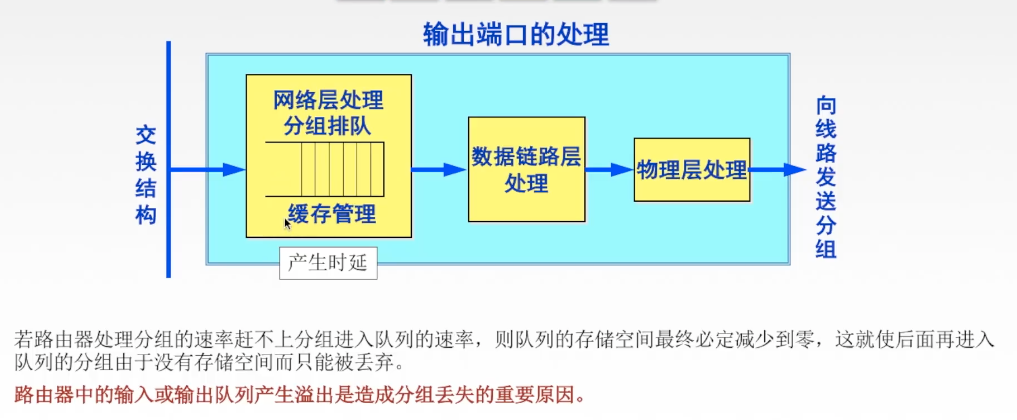 输出端口的处理
交换结构
网络层处理
分组排队
缓存管理
产生时延
数据链路层
处理
物理层处理
向线路发送分组
若路由器处理分组的速率赶不上分组进入队列的速率，则队列的存储空间最终必定减少到零，这就使后面再进入
队列的分组由于没有存储空间而只能被丢弃。
路由器中的输入或输出队列产生溢出是造成分组丢失的重要原因。